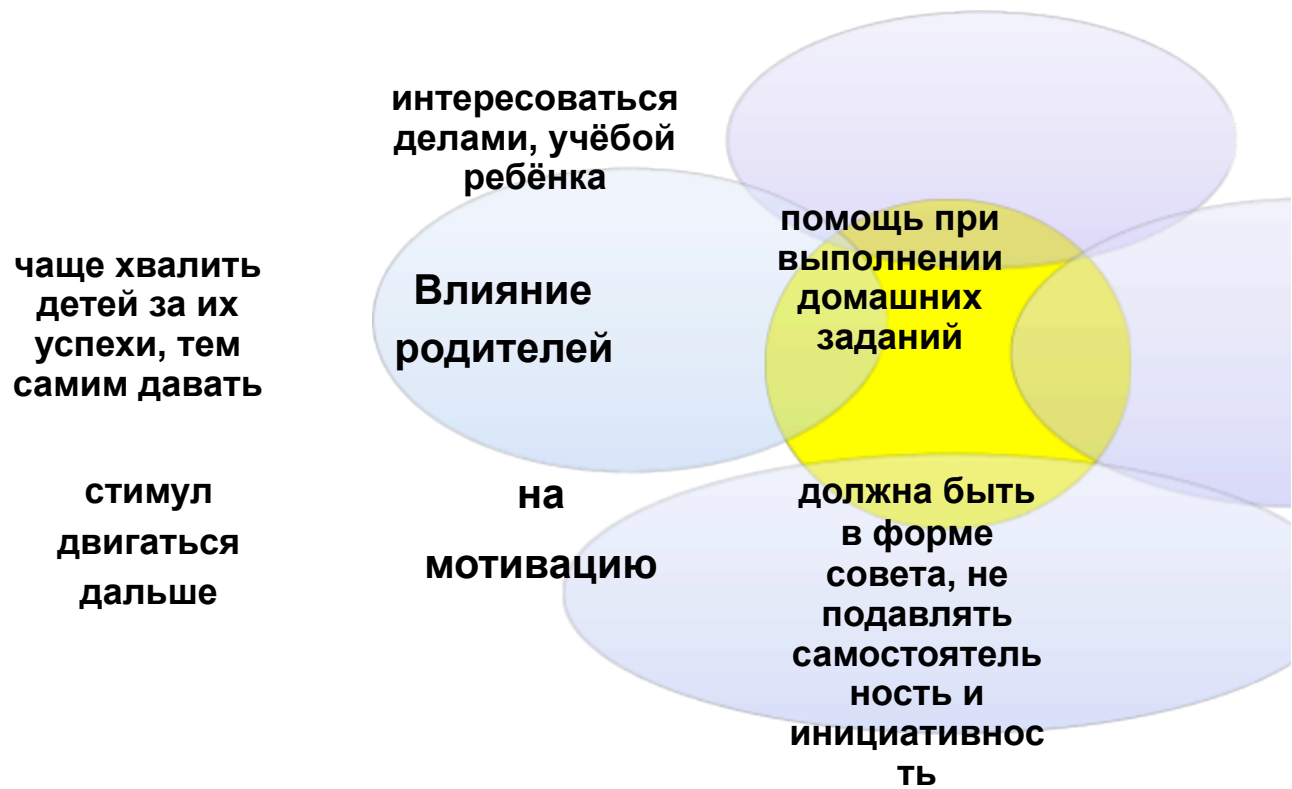 интересоваться
делами, учёбой
ребёнка
чаще хвалить
детей за их
успехи, тем
самим давать
стимул
двигаться
дальше
Влияние
родителей
на
мотивацию
помощь при
выполнении
домашних
заданий
должна быть
в форме
совета, не
подавлять
самостоятель
ность и
инициативнос
ть